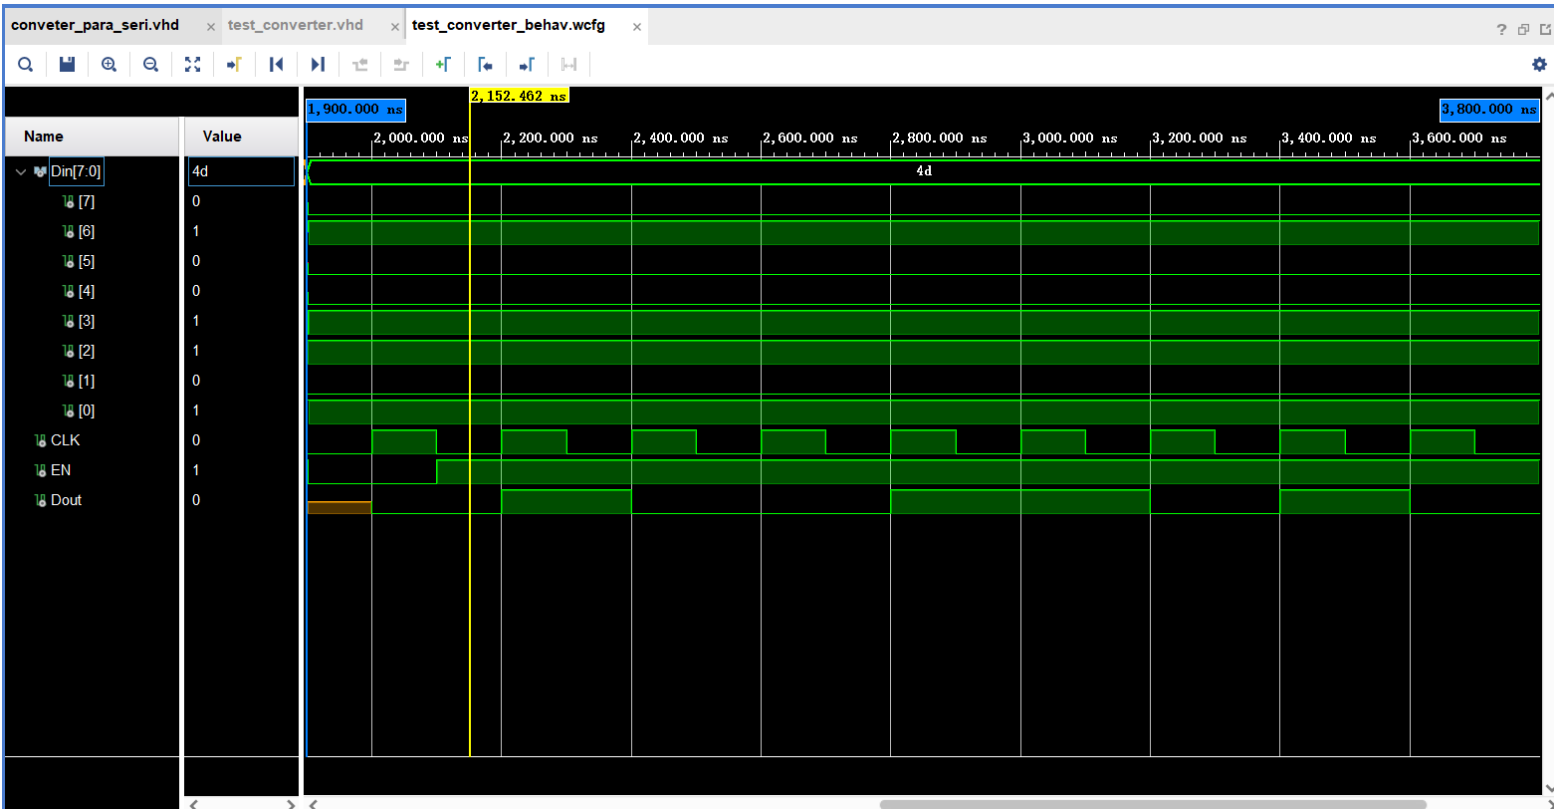 conveter_para_seri.vhd × test_converter.vhd × test_converter_behav.wcfg × ?
2,152.462 ns
1,900.000 ns 3,800.000 ns
Name Value 2,000.000 ns 2,200.000 ns 2,400.000 ns 2,600.000 ns 2,800.000 ns 3,000.000 ns 3,200.000 ns 3,400.000 ns 3,600.000 ns
Din[7:0] 4d 4d
[7] 0
[6] 1
[5] 0
[4] 0
[3] 1
[2] 1
[1] 0
[0] 1
CLK 0
EN 1
Dout 0